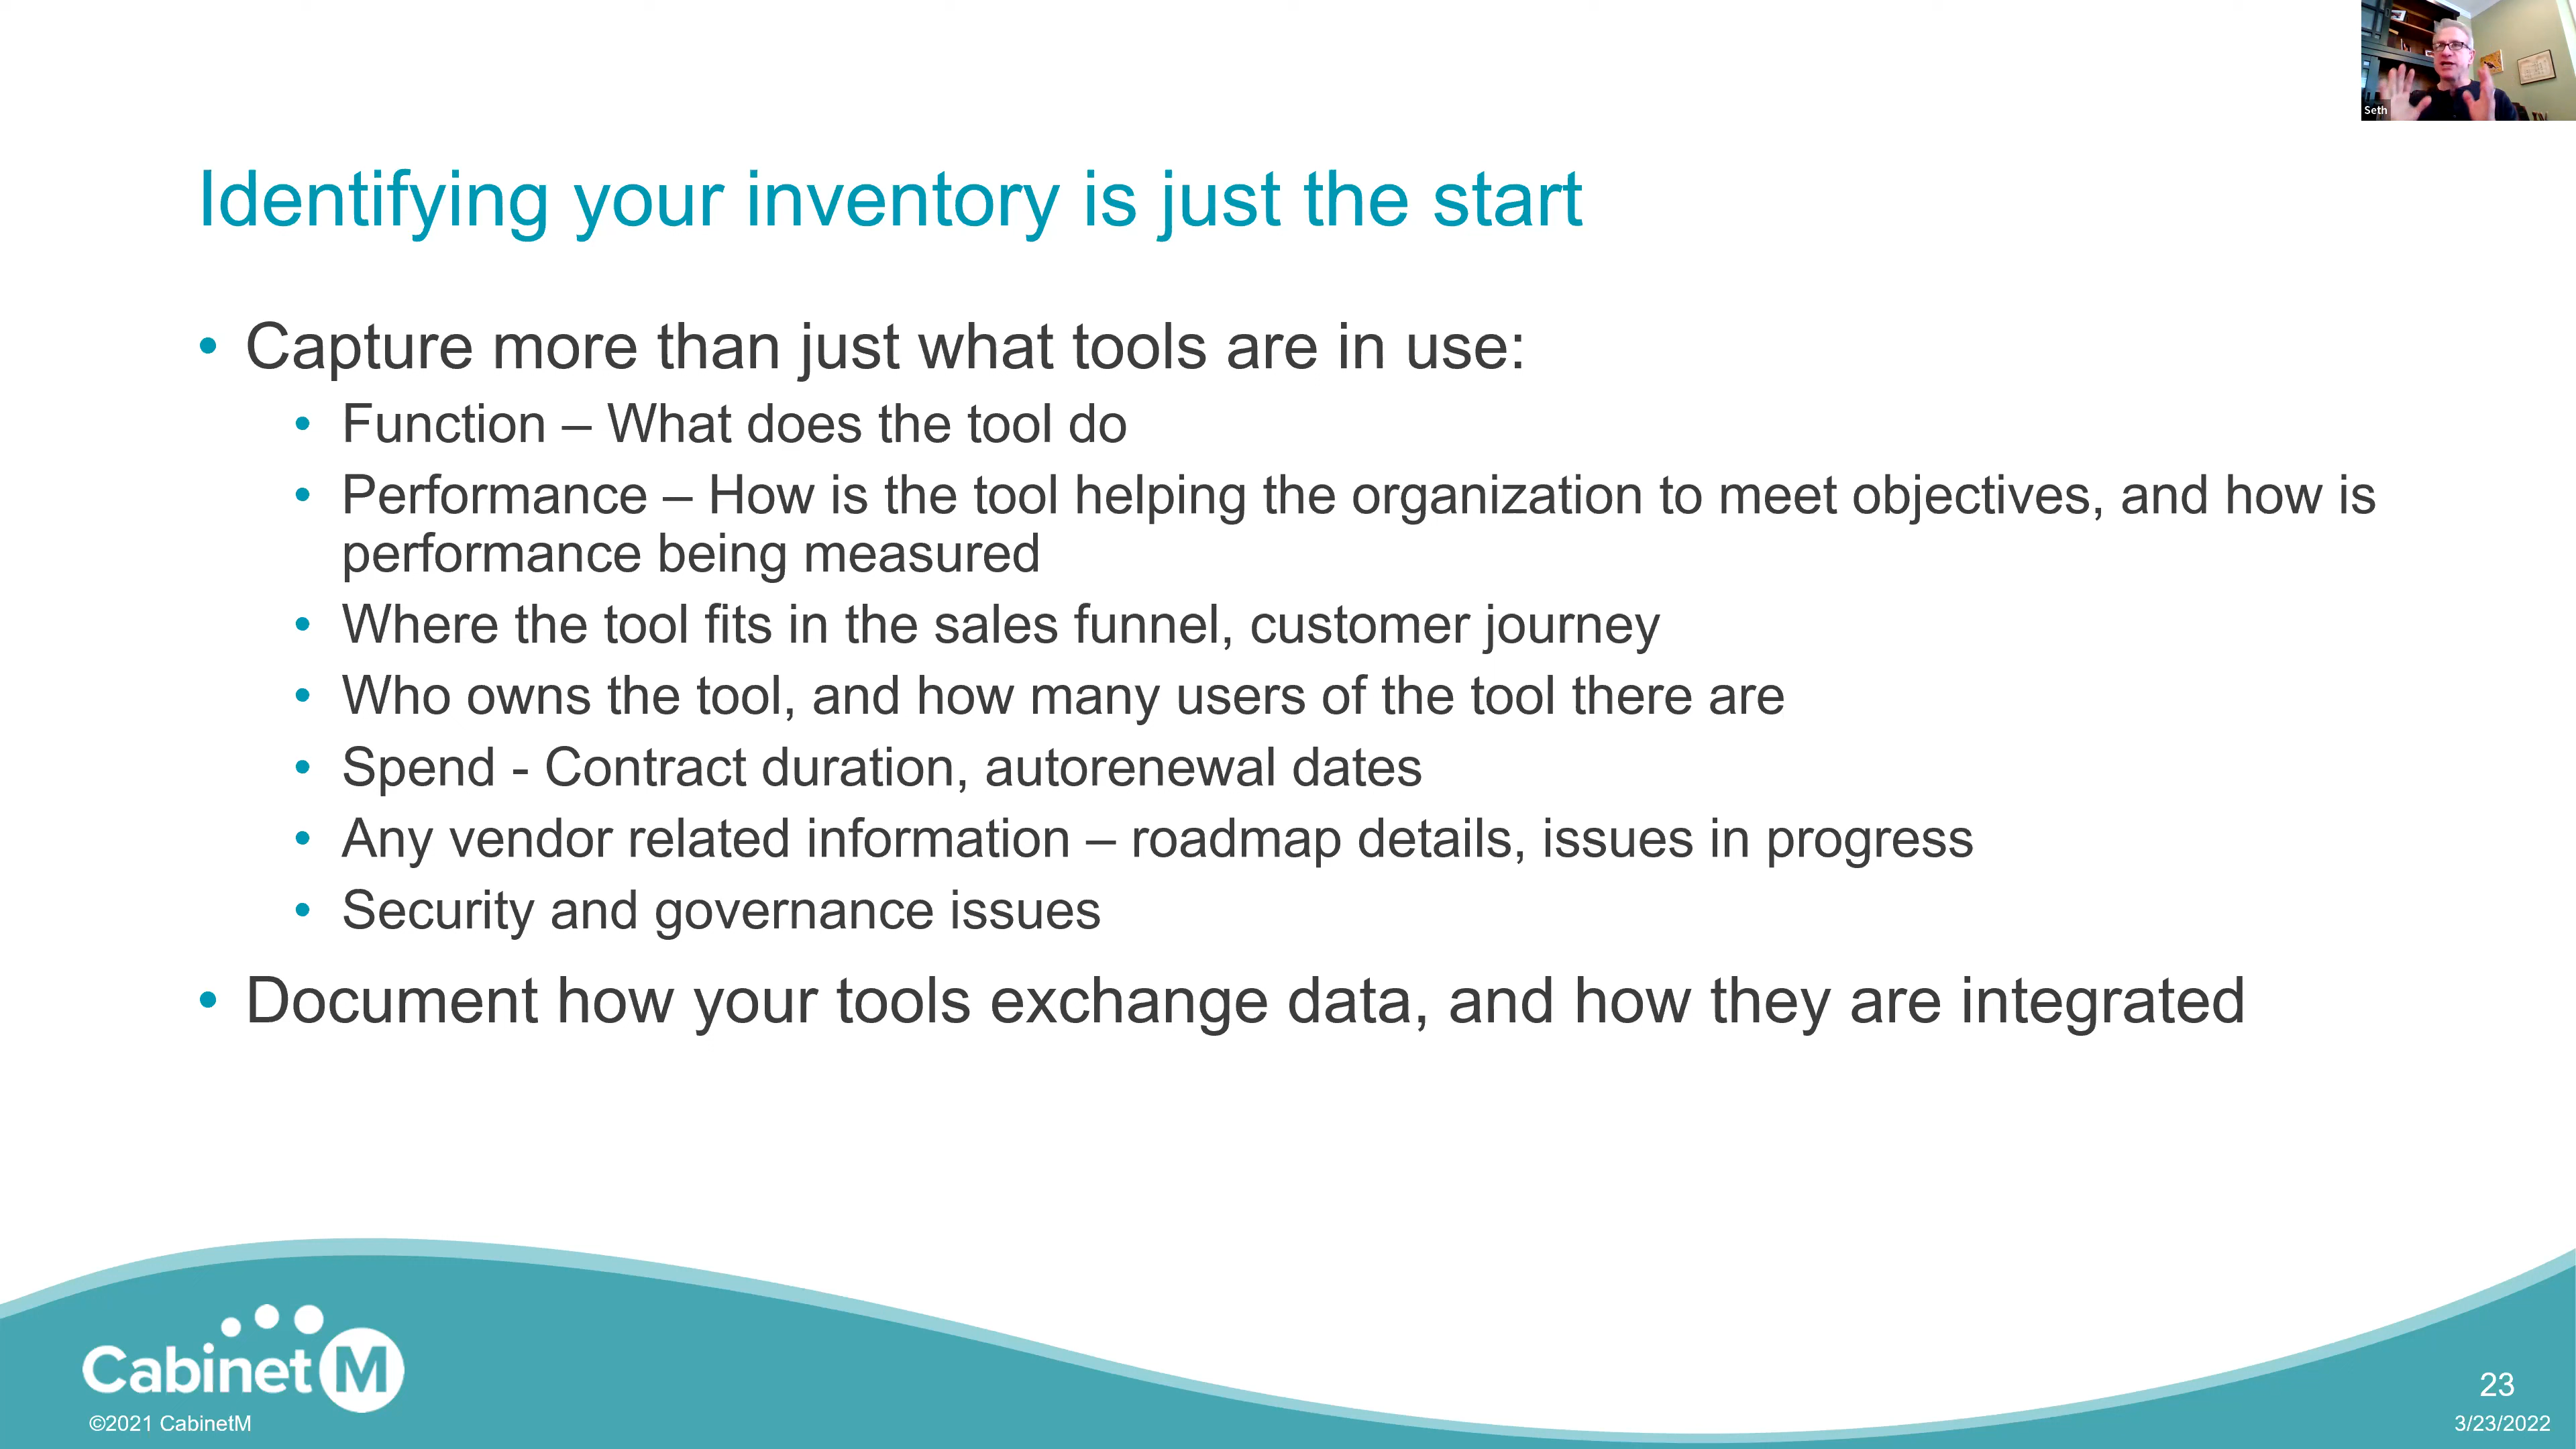 Seth
Identifying your inventory is just the start
• Capture more than just what tools are in use:
• Function – What does the tool do
• Performance – How is the tool helping the organization to meet objectives, and how is
performance being measured
• Where the tool fits in the sales funnel, customer journey
• Who owns the tool, and how many users of the tool there are
• Spend - Contract duration, autorenewal dates
• Any vendor related information – roadmap details, issues in progress
• Security and governance issues
• Document how your tools exchange data, and how they are integrated
CabinetM
©2021 CabinetM
23
3/23/2022